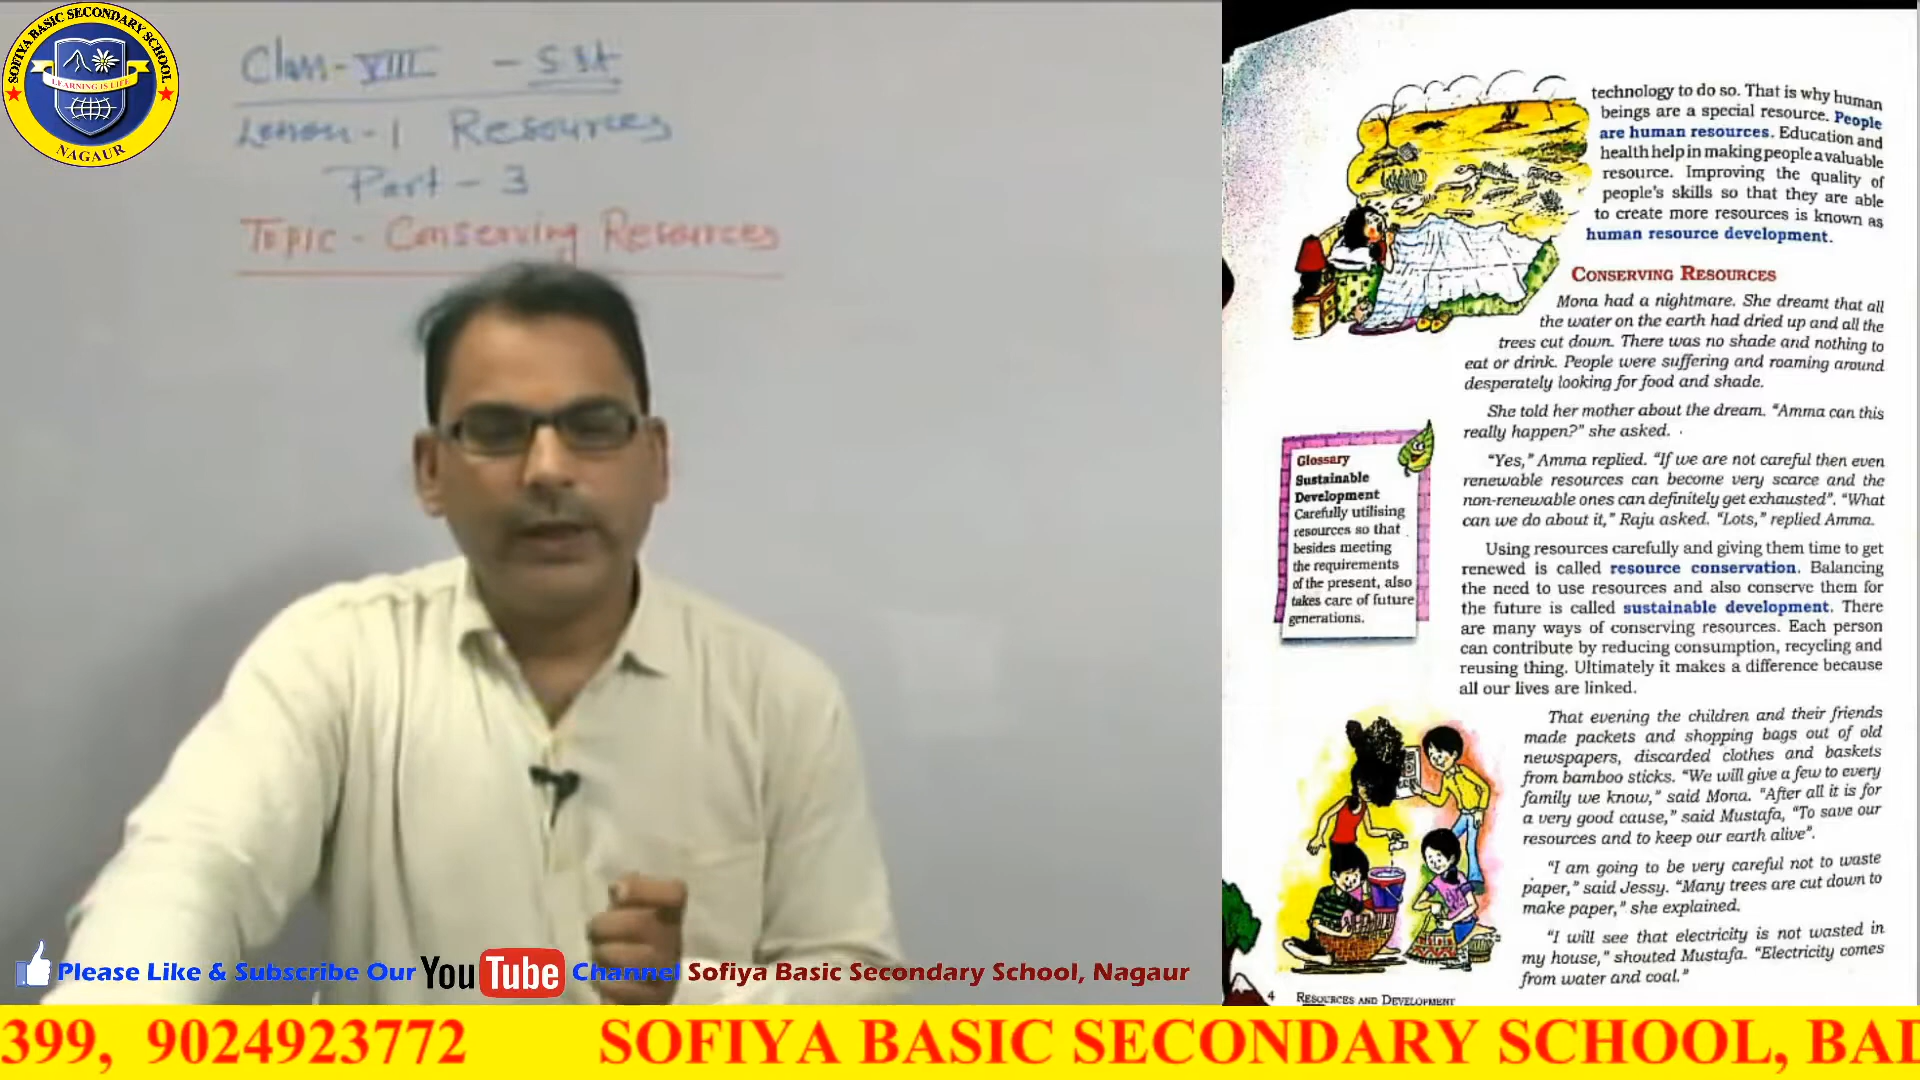 SOFIYA BASIC SECONDARY SCHOOL
LEARNING IS LIFE
NAGAUR
Class-VIII - S.St
Lesson-1 Resources
Part-3
Topic - Conserving Resources
technology to do so. That is why human
beings are a special resource. People
are human resources. Education and
health help in making people a valuable
resource. Improving the quality of
people's skills so that they are able
to create more resources is known as
human resource development.
CONSERVING RESOURCES
Mona had a nightmare. She dreamt that all
the water on the earth had dried up and all the
trees cut down. There was no shade and nothing to
eat or drink. People were suffering and roaming around
desperately looking for food and shade.
She told her mother about the dream. "Amma can this
really happen?" she asked.
"Yes," Amma replied. "If we are not careful then even
renewable resources can become very scarce and the
non-renewable ones can definitely get exhausted". "What
can we do about it," Raju asked. "Lots," replied Amma.
Using resources carefully and giving them time to get
renewed is called resource conservation. Balancing
the need to use resources and also conserve them for
the future is called sustainable development. There
are many ways of conserving resources. Each person
can contribute by reducing consumption, recycling and
reusing thing. Ultimately it makes a difference because
all our lives are linked.
That evening the children and their friends
made packets and shopping bags out of old
newspapers, discarded clothes and baskets
from bamboo sticks. "We will give a few to every
family we know," said Mona. "After all it is for
a very good cause," said Mustafa, "To save our
resources and to keep our earth alive".
"I am going to be very careful not to waste
paper," said Jessy. "Many trees are cut down to
make paper," she explained.
"I will see that electricity is not wasted in
my house," shouted Mustafa. "Electricity comes
from water and coal."
Glossary
Sustainable
Development
Carefully utilising
resources so that
besides meeting
the requirements
of the present, also
takes care of future
generations.
4 RESOURCES AND DEVELOPMENT
Please Like & Subscribe Our YouTube Channel Sofiya Basic Secondary School, Nagaur
399, 9024923772 SOFIYA BASIC SECONDARY SCHOOL, BAD